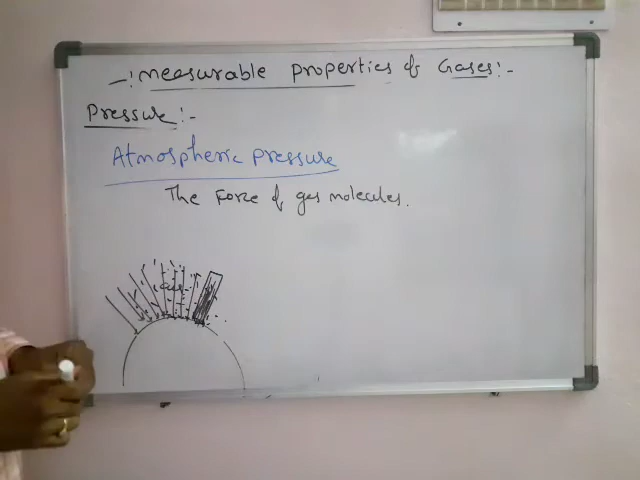 -: Measurable properties of Gases:-
Pressure:-
Atmospheric pressure
The Force of gas molecules.